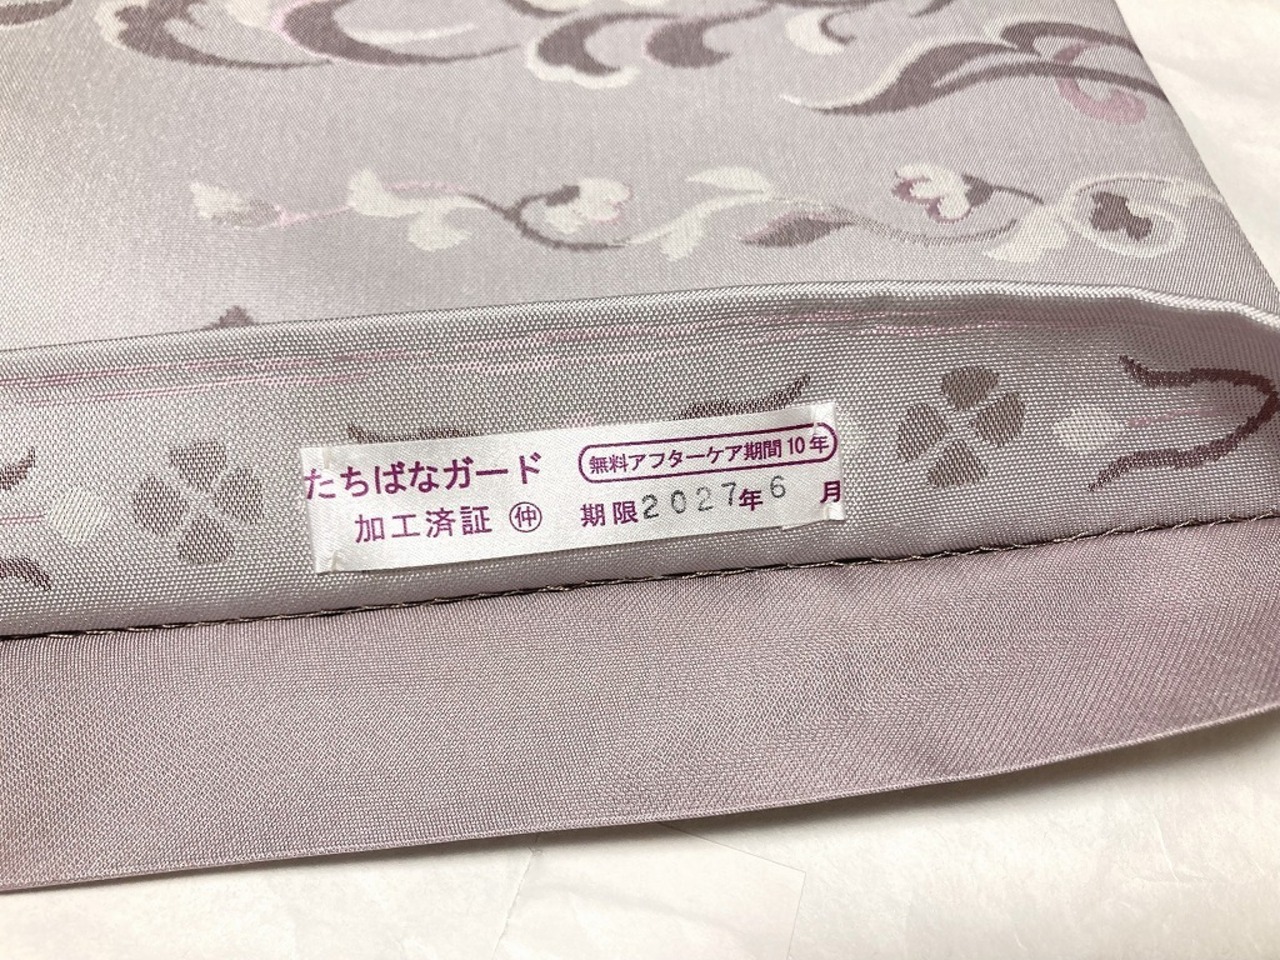 たちばなガード
加工済証 ㊥
無料アフターケア期間10年
期限2027年6月